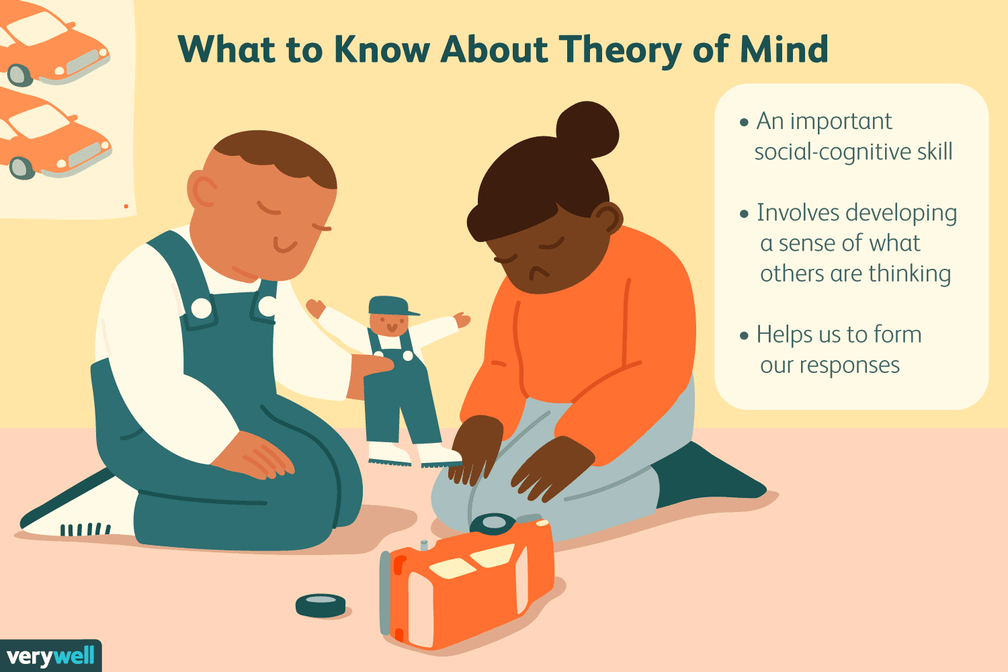 What to Know About Theory of Mind
• An important
social-cognitive skill
• Involves developing
a sense of what
others are thinking
• Helps us to form
our responses
verywell